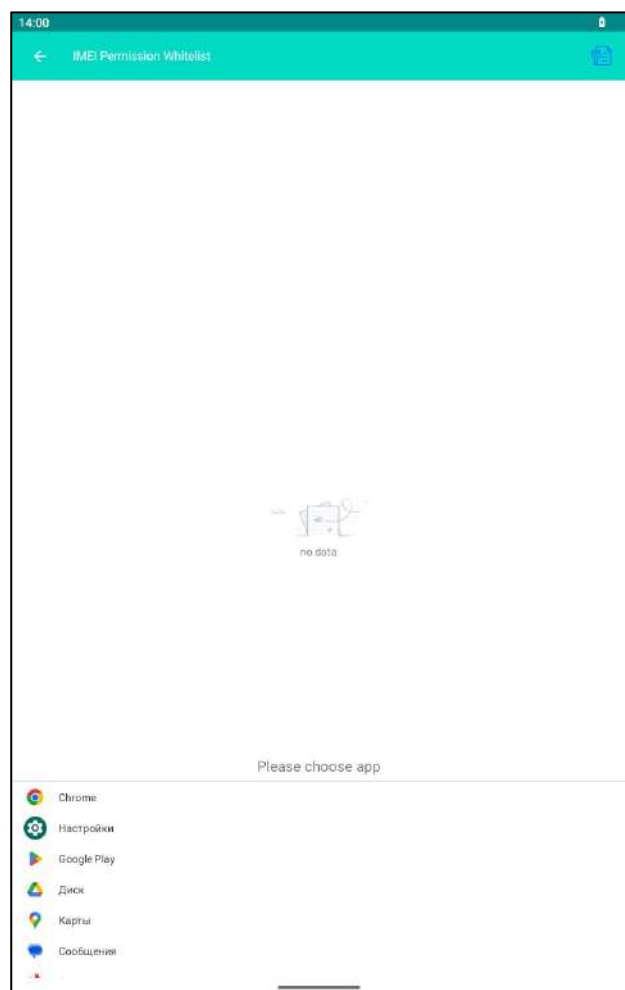 14:00
IMEI Permission Whitelist
no data
Please choose app
Chrome
Настройки
Google Play
Диск
Карты
Сообщения